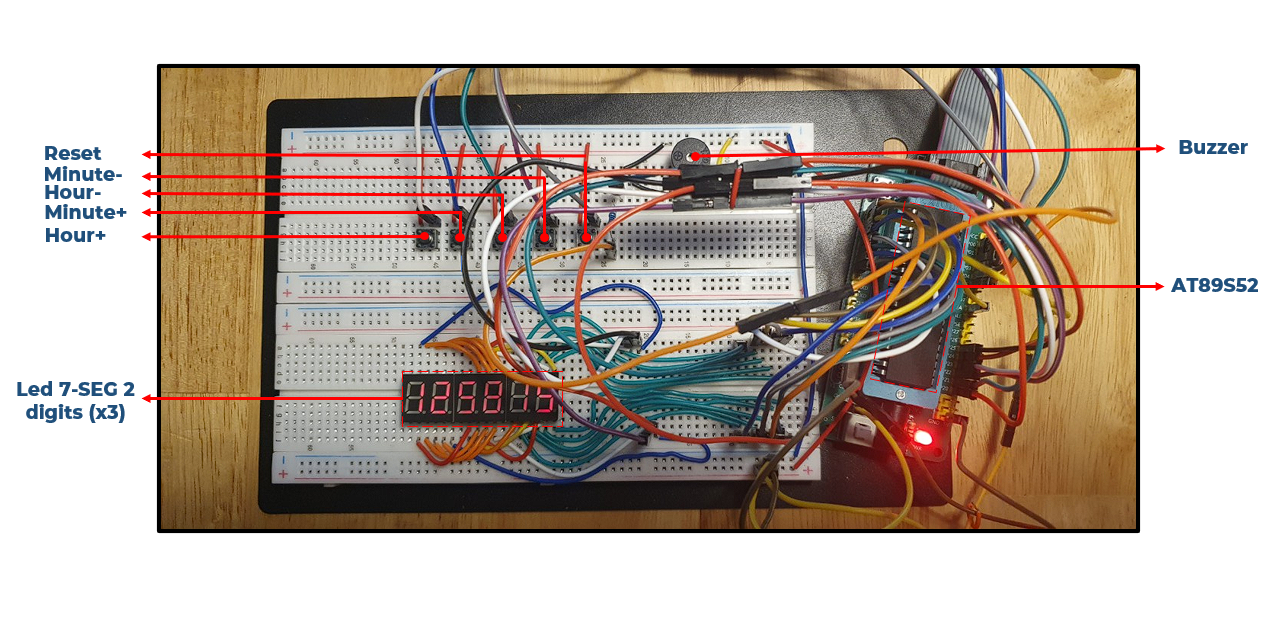 Reset
Minute-
Hour-
Minute+
Hour+
Buzzer
AT89S52
Led 7-SEG 2
digits (x3)